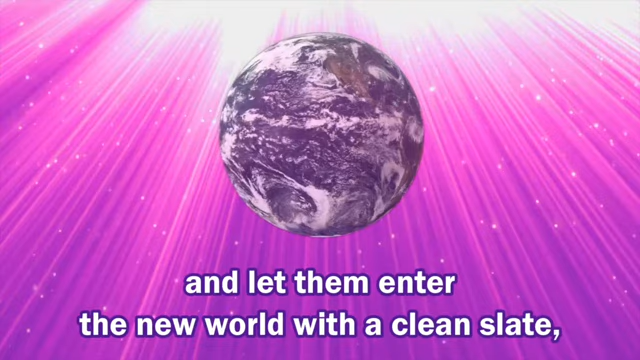 and let them enter
the new world with a clean slate,